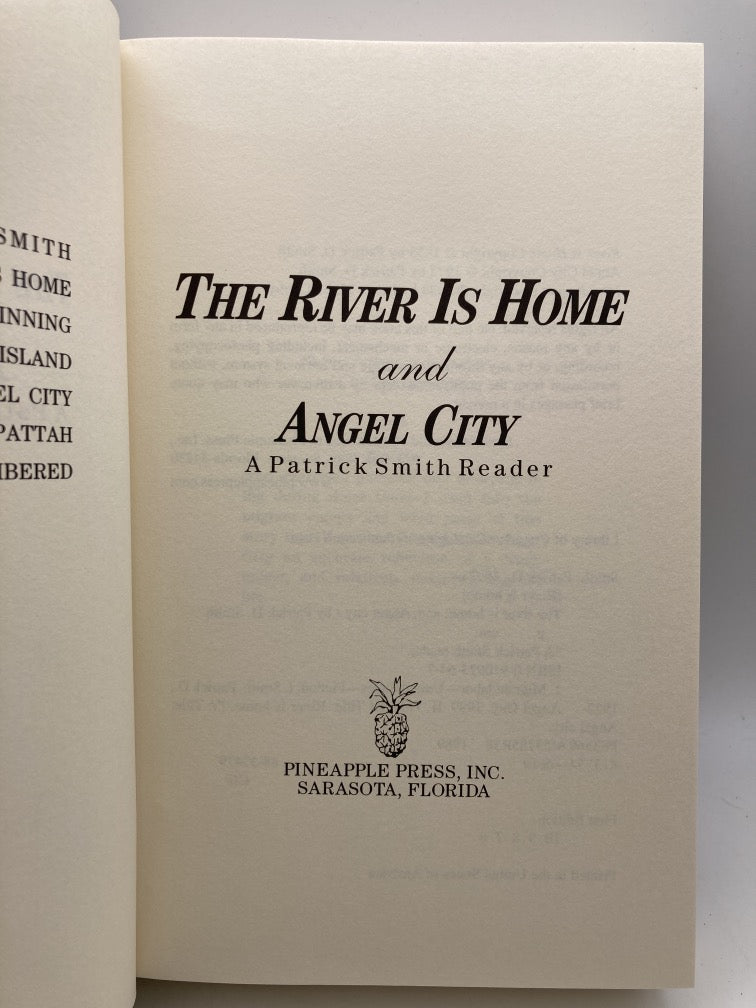 SMITH
HOME
INNING
ISLAND
EL CITY
PATTAH
MBERED
THE RIVER IS HOME
and
ANGEL CITY
A Patrick Smith Reader
PINEAPPLE PRESS, INC.
SARASOTA, FLORIDA